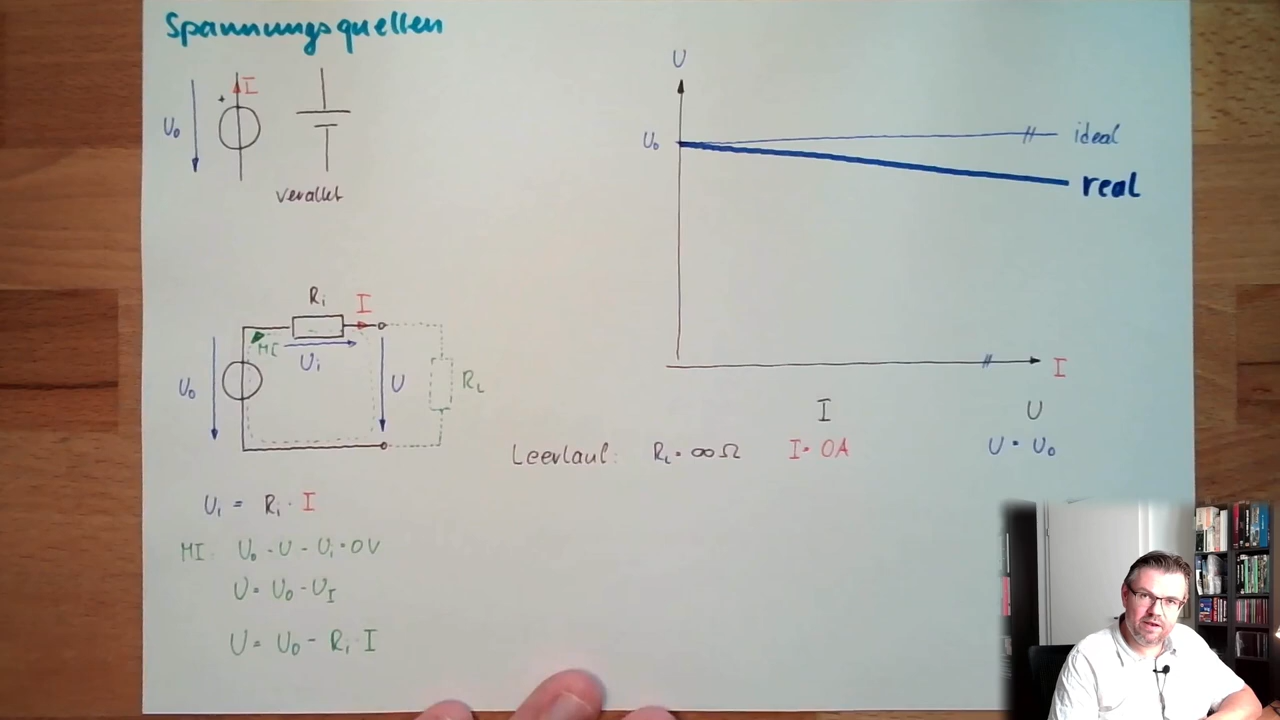 Spannungsquellen
U₀
+
I
verallet
U
U₀
ideal
real
I
Rᵢ
I
MI
Uᵢ
U₀
U
R_L
I
U
Leerlauf:
R_L = ∞Ω
I = 0A
U = U₀
Uᵢ = Rᵢ · I
MI: U₀ - U - Uᵢ = 0V
U = U₀ - U_I
U = U₀ - Rᵢ · I